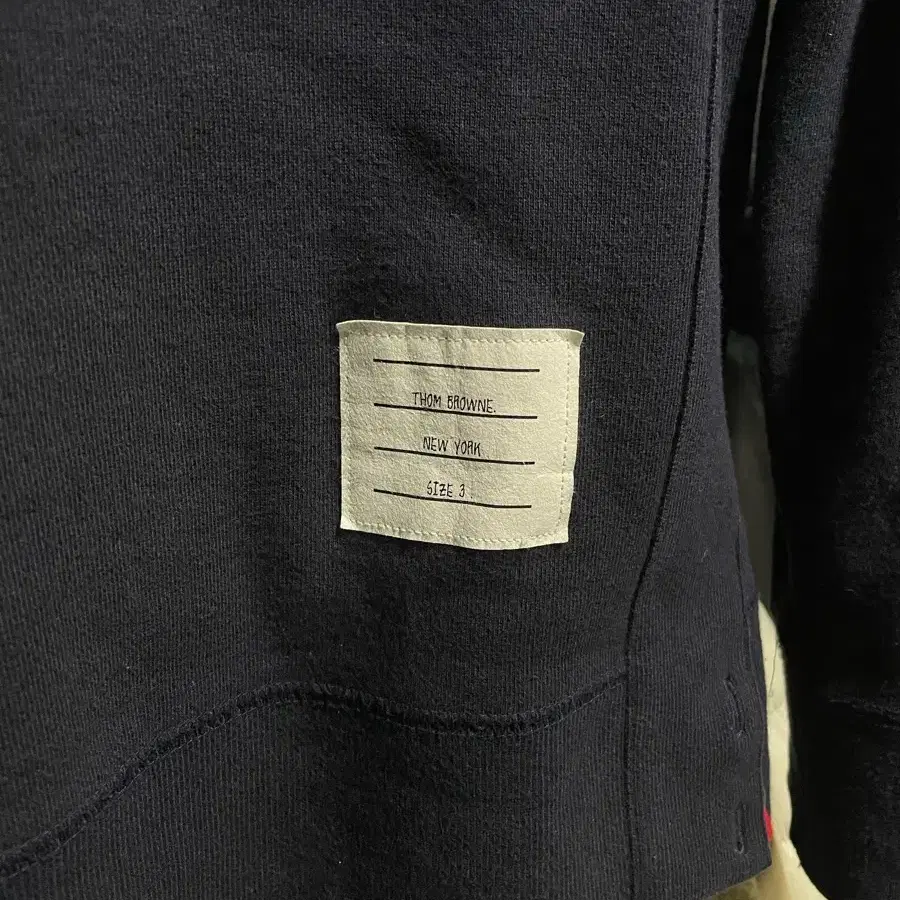 THOM BROWNE.
NEW YORK
SIZE 3